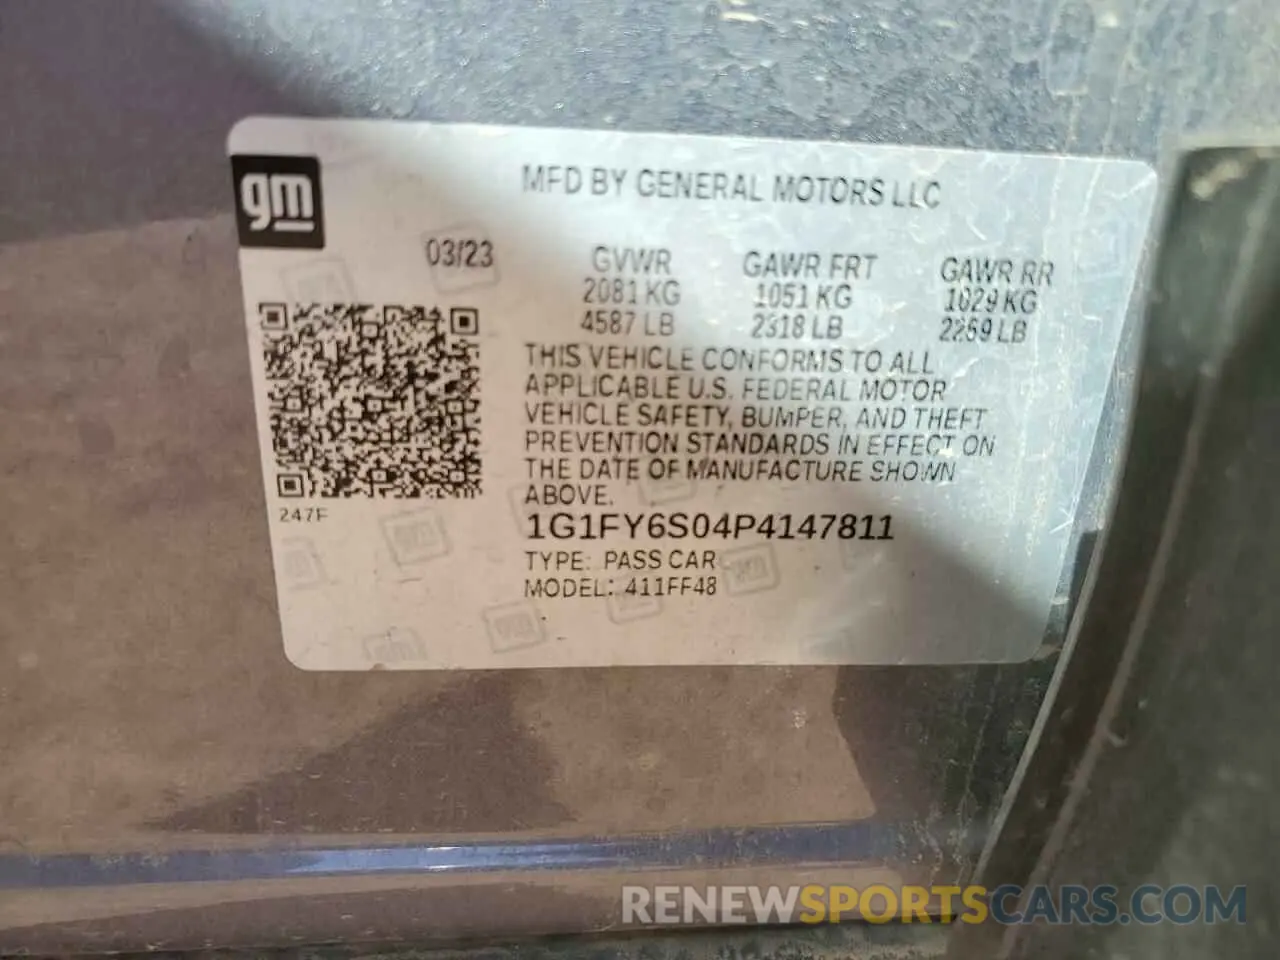 gm
MFD BY GENERAL MOTORS LLC
03/23 GVWR GAWR FRT GAWR RR
2081 KG 1051 KG 1029 KG
4587 LB 2318 LB 2269 LB
THIS VEHICLE CONFORMS TO ALL
APPLICABLE U.S. FEDERAL MOTOR
VEHICLE SAFETY, BUMPER, AND THEFT
PREVENTION STANDARDS IN EFFECT ON
THE DATE OF MANUFACTURE SHOWN
ABOVE.
247F
1G1FY6S04P4147811
TYPE: PASS CAR
MODEL: 411FF48
RENEWSPORTSCARS.COM